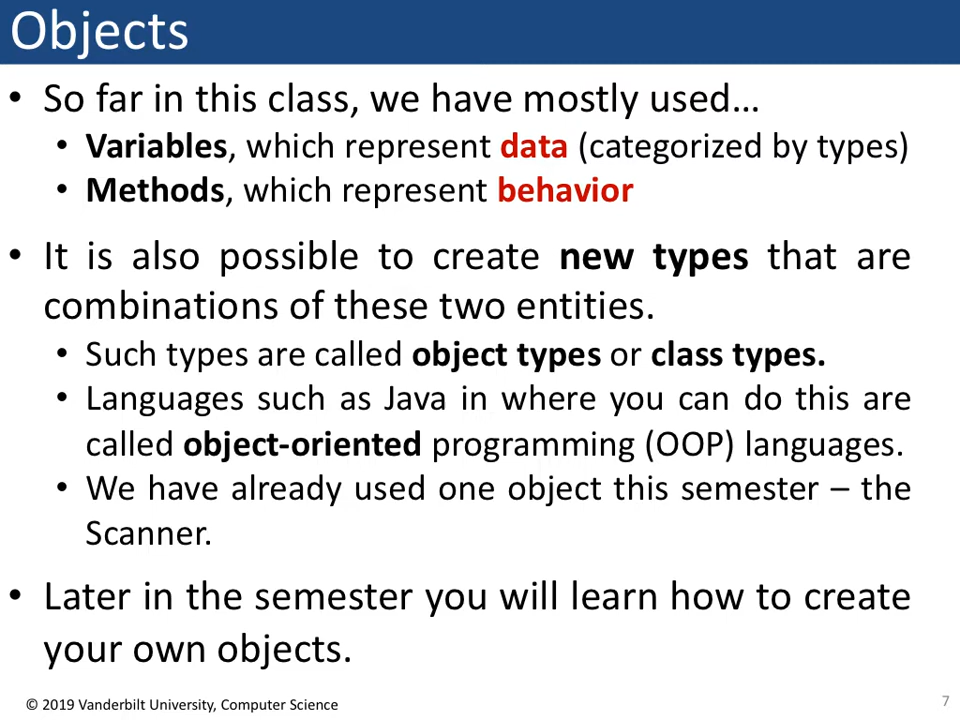 Objects
• So far in this class, we have mostly used…
• Variables, which represent data (categorized by types)
• Methods, which represent behavior
• It is also possible to create new types that are
combinations of these two entities.
• Such types are called object types or class types.
• Languages such as Java in where you can do this are
called object-oriented programming (OOP) languages.
• We have already used one object this semester – the
Scanner.
• Later in the semester you will learn how to create
your own objects.
© 2019 Vanderbilt University, Computer Science
7